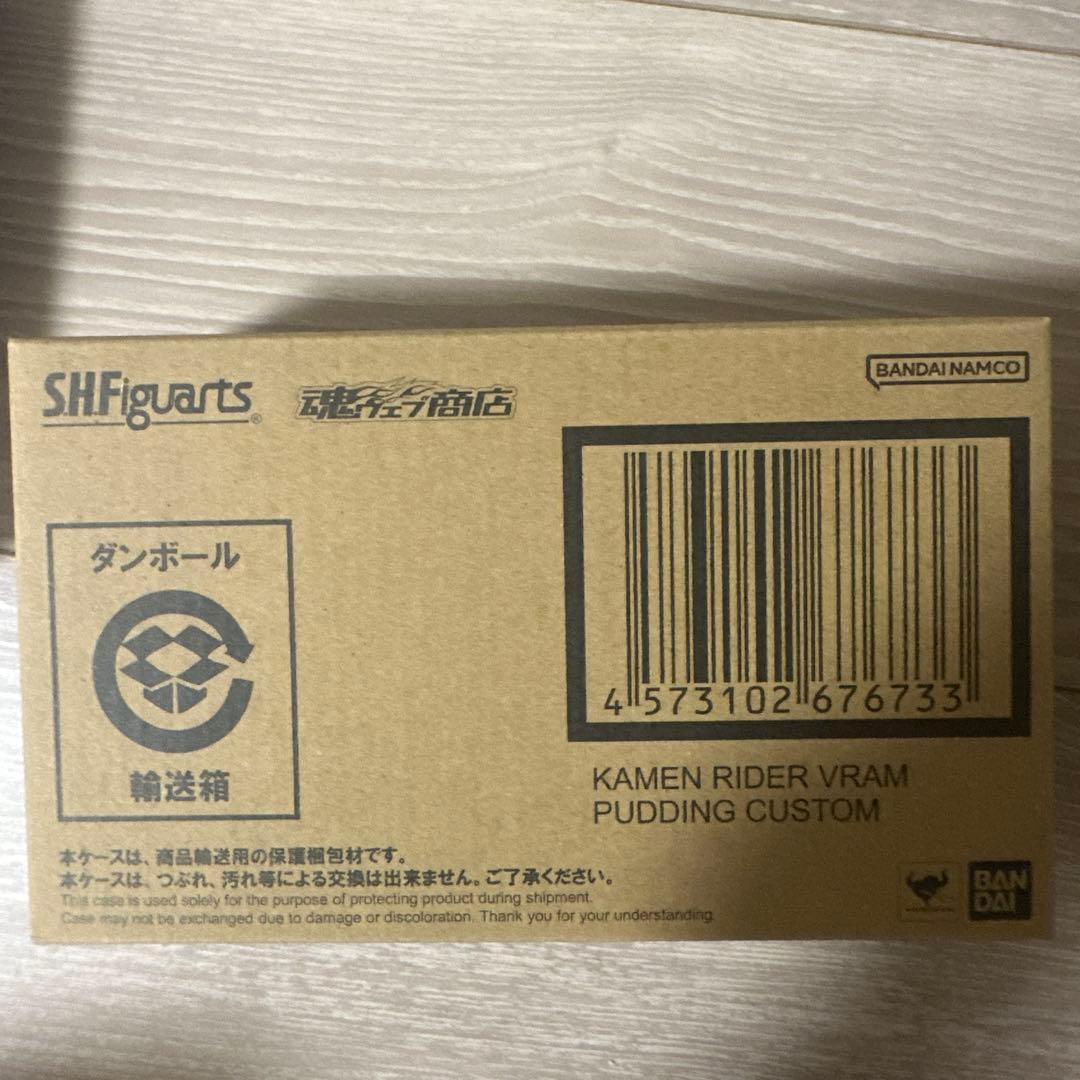 S.H.Figuarts®
魂ウェブ商店
BANDAI NAMCO
ダンボール
輸送箱
4 573102 676733
KAMEN RIDER VRAM
PUDDING CUSTOM
本ケースは、商品輸送用の保護梱包材です。
本ケースは、つぶれ、汚れ等による交換は出来ません。ご了承ください。
This case is used solely for the purpose of protecting product during shipment.
Case may not be exchanged due to damage or discoloration. Thank you for your understanding.
BAN
DAI